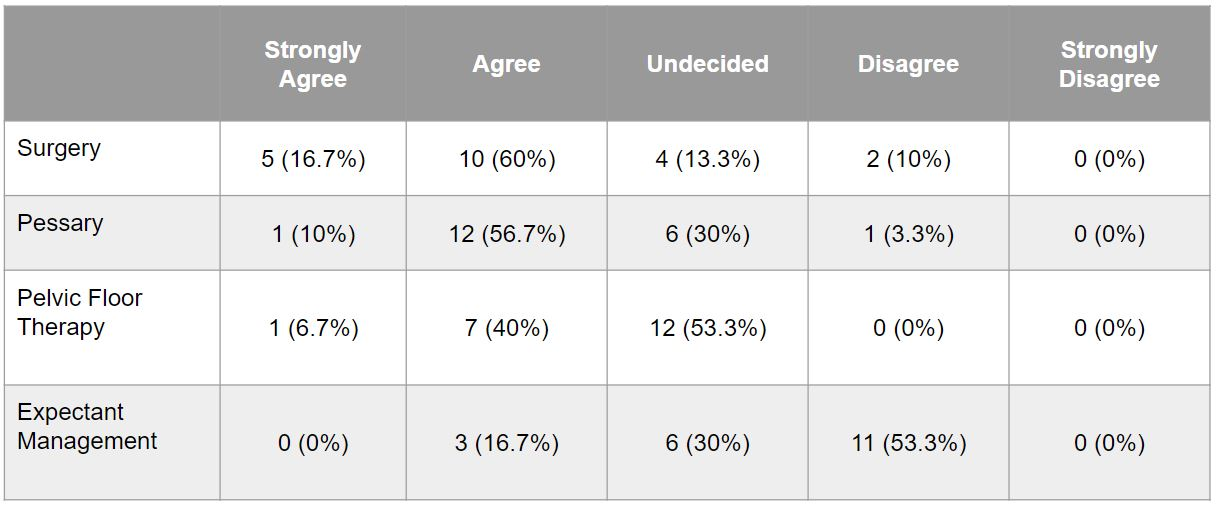 Strongly Agree Agree Undecided Disagree Strongly Disagree
Surgery 5 (16.7%) 10 (60%) 4 (13.3%) 2 (10%) 0 (0%)
Pessary 1 (10%) 12 (56.7%) 6 (30%) 1 (3.3%) 0 (0%)
Pelvic Floor Therapy 1 (6.7%) 7 (40%) 12 (53.3%) 0 (0%) 0 (0%)
Expectant Management 0 (0%) 3 (16.7%) 6 (30%) 11 (53.3%) 0 (0%)